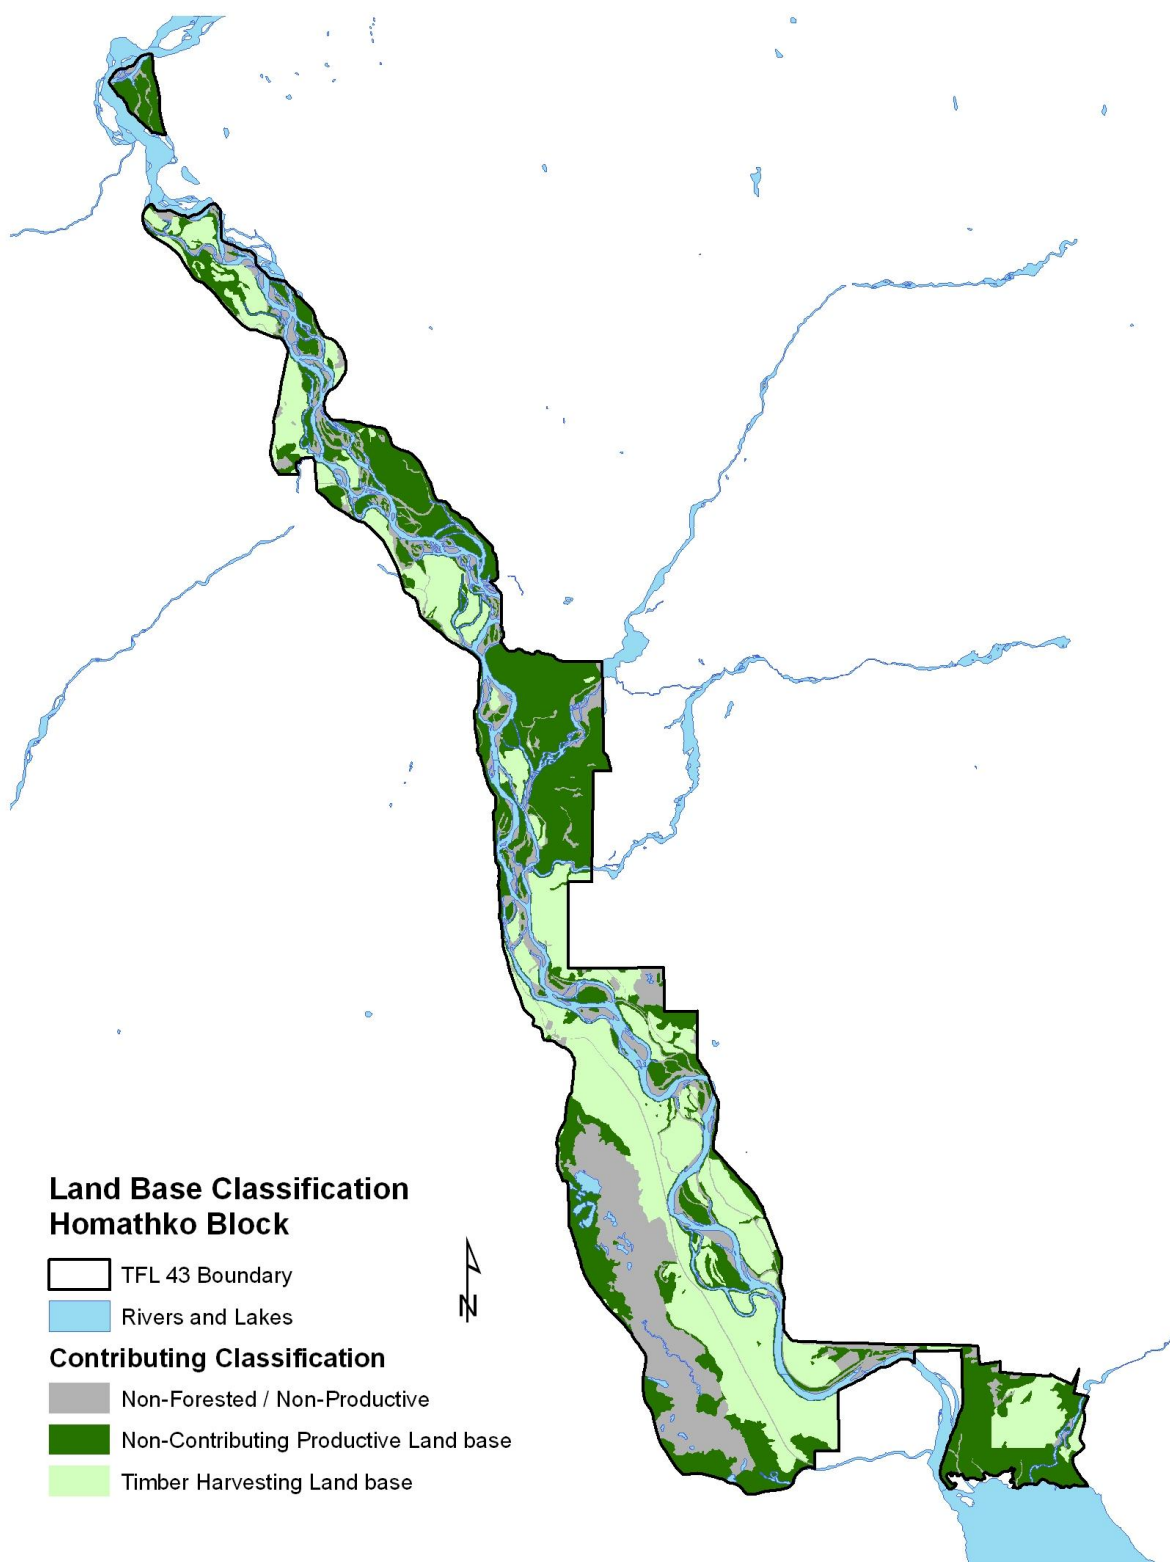 Land Base Classification
Homathko Block
TFL 43 Boundary
Rivers and Lakes
Contributing Classification
Non-Forested / Non-Productive
Non-Contributing Productive Land base
Timber Harvesting Land base
N